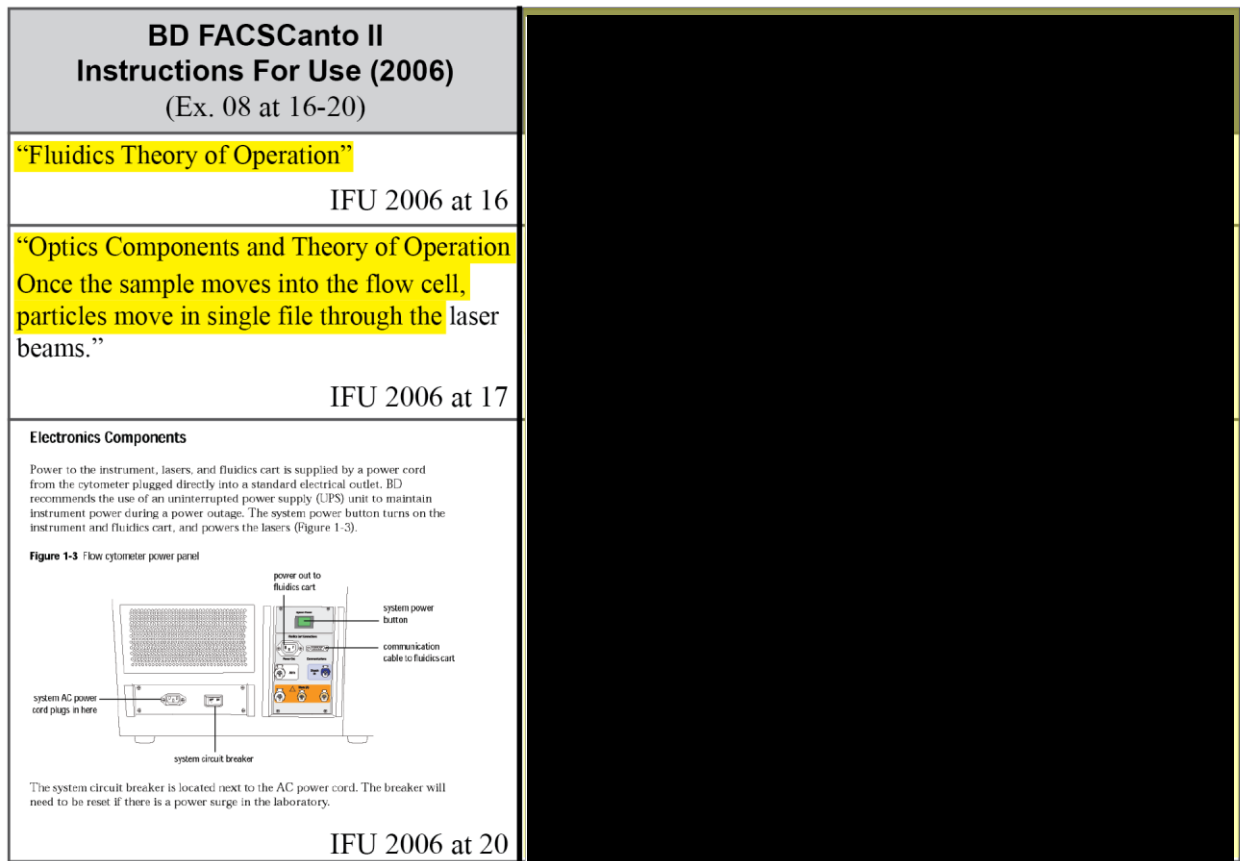 BD FACSCanto II
Instructions For Use (2006)
(Ex. 08 at 16-20)
“Fluidics Theory of Operation”
IFU 2006 at 16
“Optics Components and Theory of Operation
Once the sample moves into the flow cell,
particles move in single file through the laser
beams.”
IFU 2006 at 17
Electronics Components
Power to the instrument, lasers, and fluidics cart is supplied by a power cord
from the cytometer plugged directly into a standard electrical outlet. BD
recommends the use of an uninterrupted power supply (UPS) unit to maintain
instrument power during a power outage. The system power button turns on the
instrument and fluidics cart, and powers the lasers (Figure 1-3).
Figure 1-3 Flow cytometer power panel
power out to
fluidics cart
system power
button
communication
cable to fluidics cart
system AC power
cord plugs in here
system circuit breaker
The system circuit breaker is located next to the AC power cord. The breaker will
need to be reset if there is a power surge in the laboratory.
IFU 2006 at 20